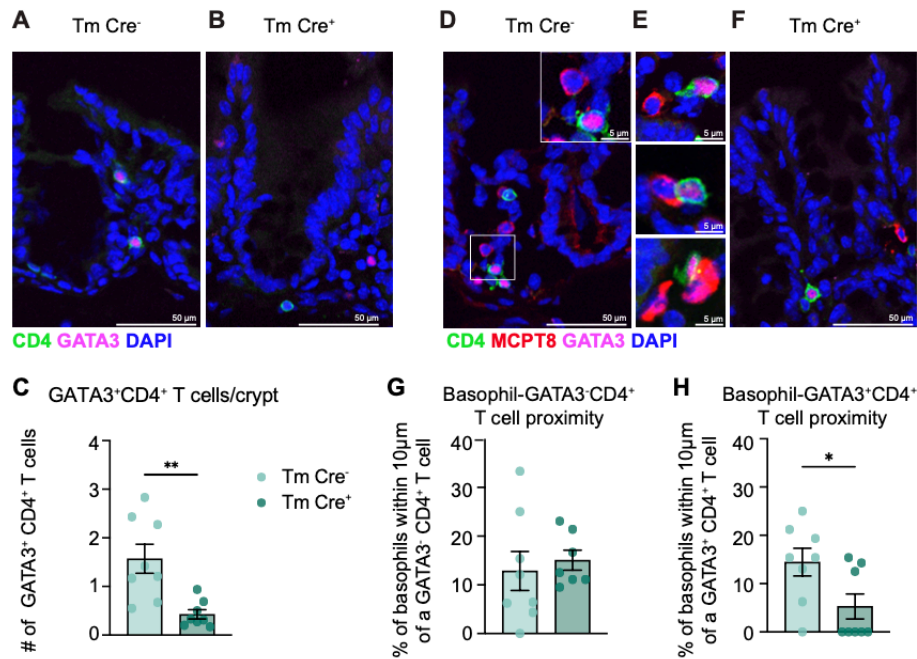 A Tm Cre⁻
B Tm Cre⁺
D Tm Cre⁻
E
F Tm Cre⁺
5 µm
5 µm
5 µm
5 µm
50 µm
50 µm
50 µm
50 µm
CD4 GATA3 DAPI
CD4 MCPT8 GATA3 DAPI
C GATA3⁺CD4⁺ T cells/crypt
# of GATA3⁺ CD4⁺ T cells
4
3
2
1
0
**
Tm Cre⁻
Tm Cre⁺
G Basophil-GATA3⁻CD4⁺
T cell proximity
% of basophils within 10µm
of a GATA3⁻ CD4⁺ T cell
40
30
20
10
0
H Basophil-GATA3⁺CD4⁺
T cell proximity
% of basophils within 10µm
of a GATA3⁺ CD4⁺ T cell
40
30
20
10
0
*